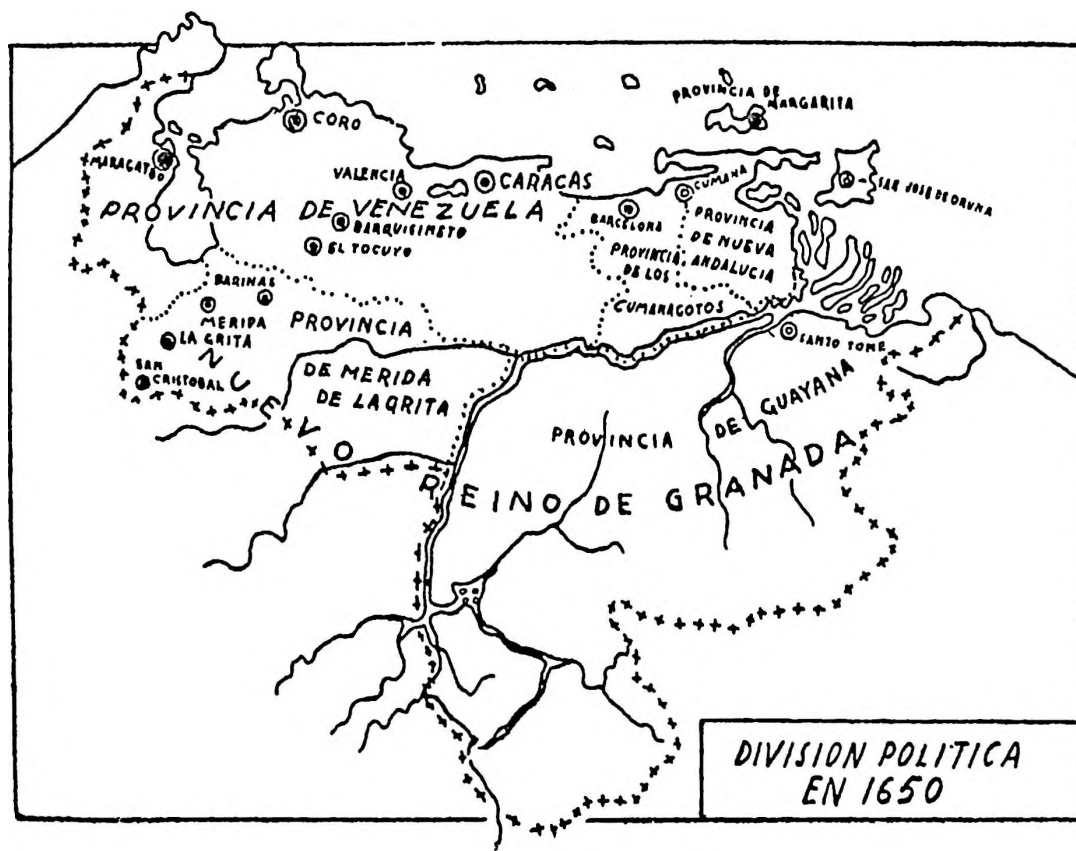 PROVINCIA DE
MARGARITA
CORO
MARACAIBO
VALENCIA
CARACAS
CUMANA
SAN JOSE DE ORUNA
PROVINCIA DE VENEZUELA
BARQUISIMETO
EL TOCUYO
BARCELONA
PROVINCIA
DE NUEVA
ANDALUCIA
PROVINCIA
DE LOS
CUMANAGOTOS
BARINAS
MERIDA
LA GRITA
SAN
CRISTOBAL
PROVINCIA
DE MERIDA
DE LA GRITA
SANTO TOME
PROVINCIA
DE GUAYANA
NUEVO REINO DE GRANADA
DIVISION POLITICA
EN 1650